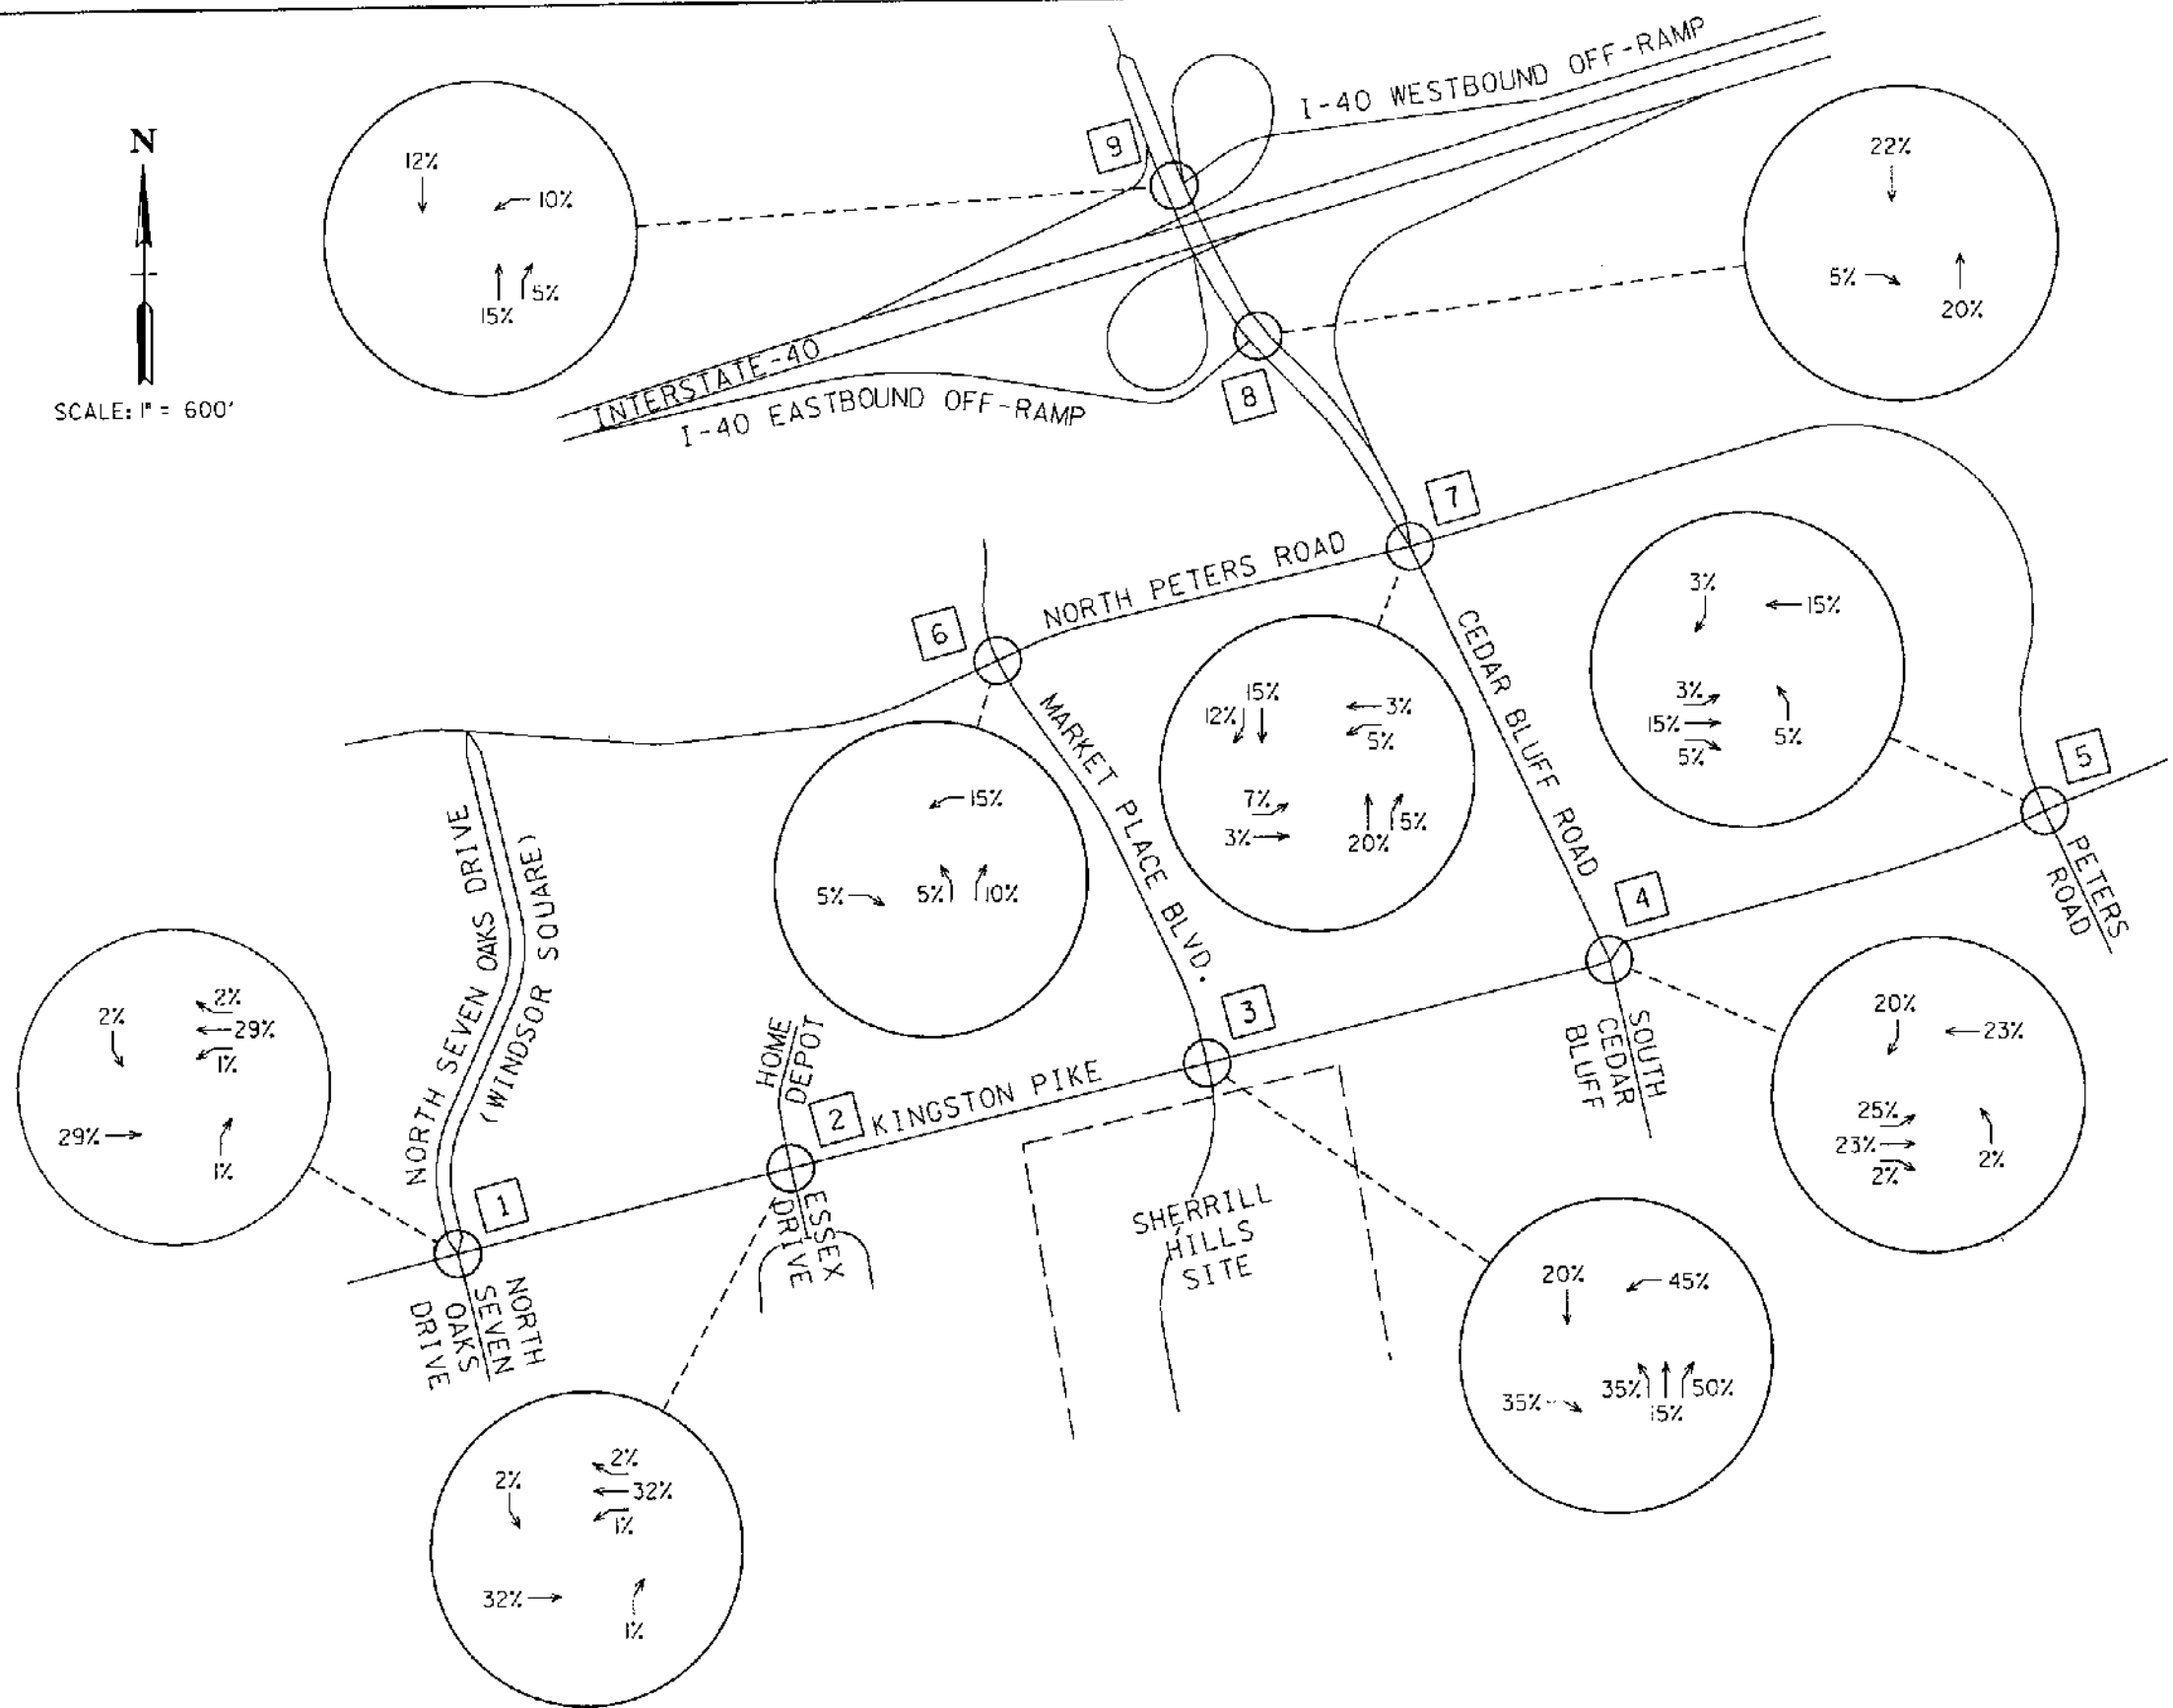 N
SCALE: 1" = 600'
12%
10%
15%
5%
9
I-40 WESTBOUND OFF-RAMP
22%
20%
INTERSTATE-40
I-40 EASTBOUND OFF-RAMP
8
7
NORTH PETERS ROAD
6
CEDAR BLUFF ROAD
MARKET PLACE BLVD.
3%
15%
3%
15%
5%
5%
5
PETERS
ROAD
15%
12%
3%
5%
7%
3%
20%
5%
15%
5%
5%
10%
NORTH SEVEN OAKS DRIVE
(WINDSOR SQUARE)
4
SOUTH
CEDAR
BLUFF
3
2%
2%
29%
1%
29%
1%
HOME
DEPOT
2
KINGSTON PIKE
1
ESSEX
DRIVE
NORTH
SEVEN
OAKS
DRIVE
SHERRILL
HILLS
SITE
20%
23%
25%
23%
2%
2%
20%
45%
35%
35%
15%
50%
2%
2%
32%
1%
32%
1%